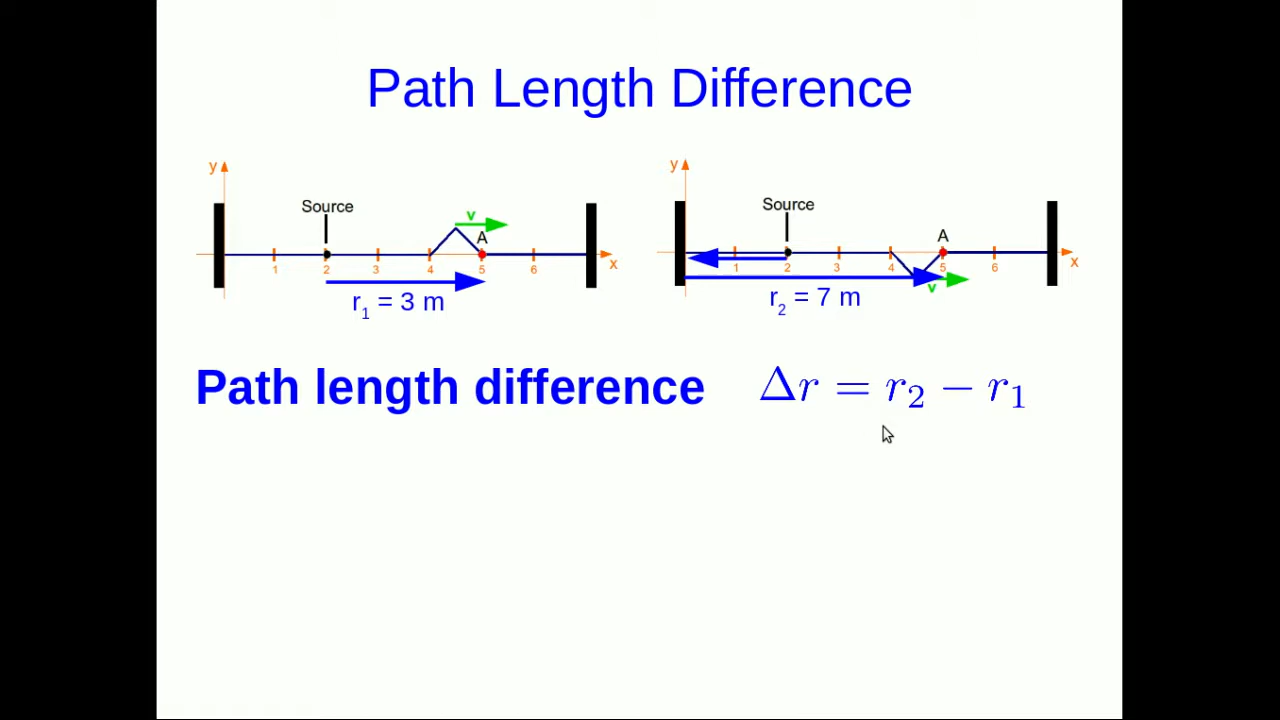 Path Length Difference
y
Source
v
A
1 2 3 4 5 6
x
r1 = 3 m
y
Source
A
1 2 3 4 5 6
x
v
r2 = 7 m
Path length difference Δr = r2 − r1